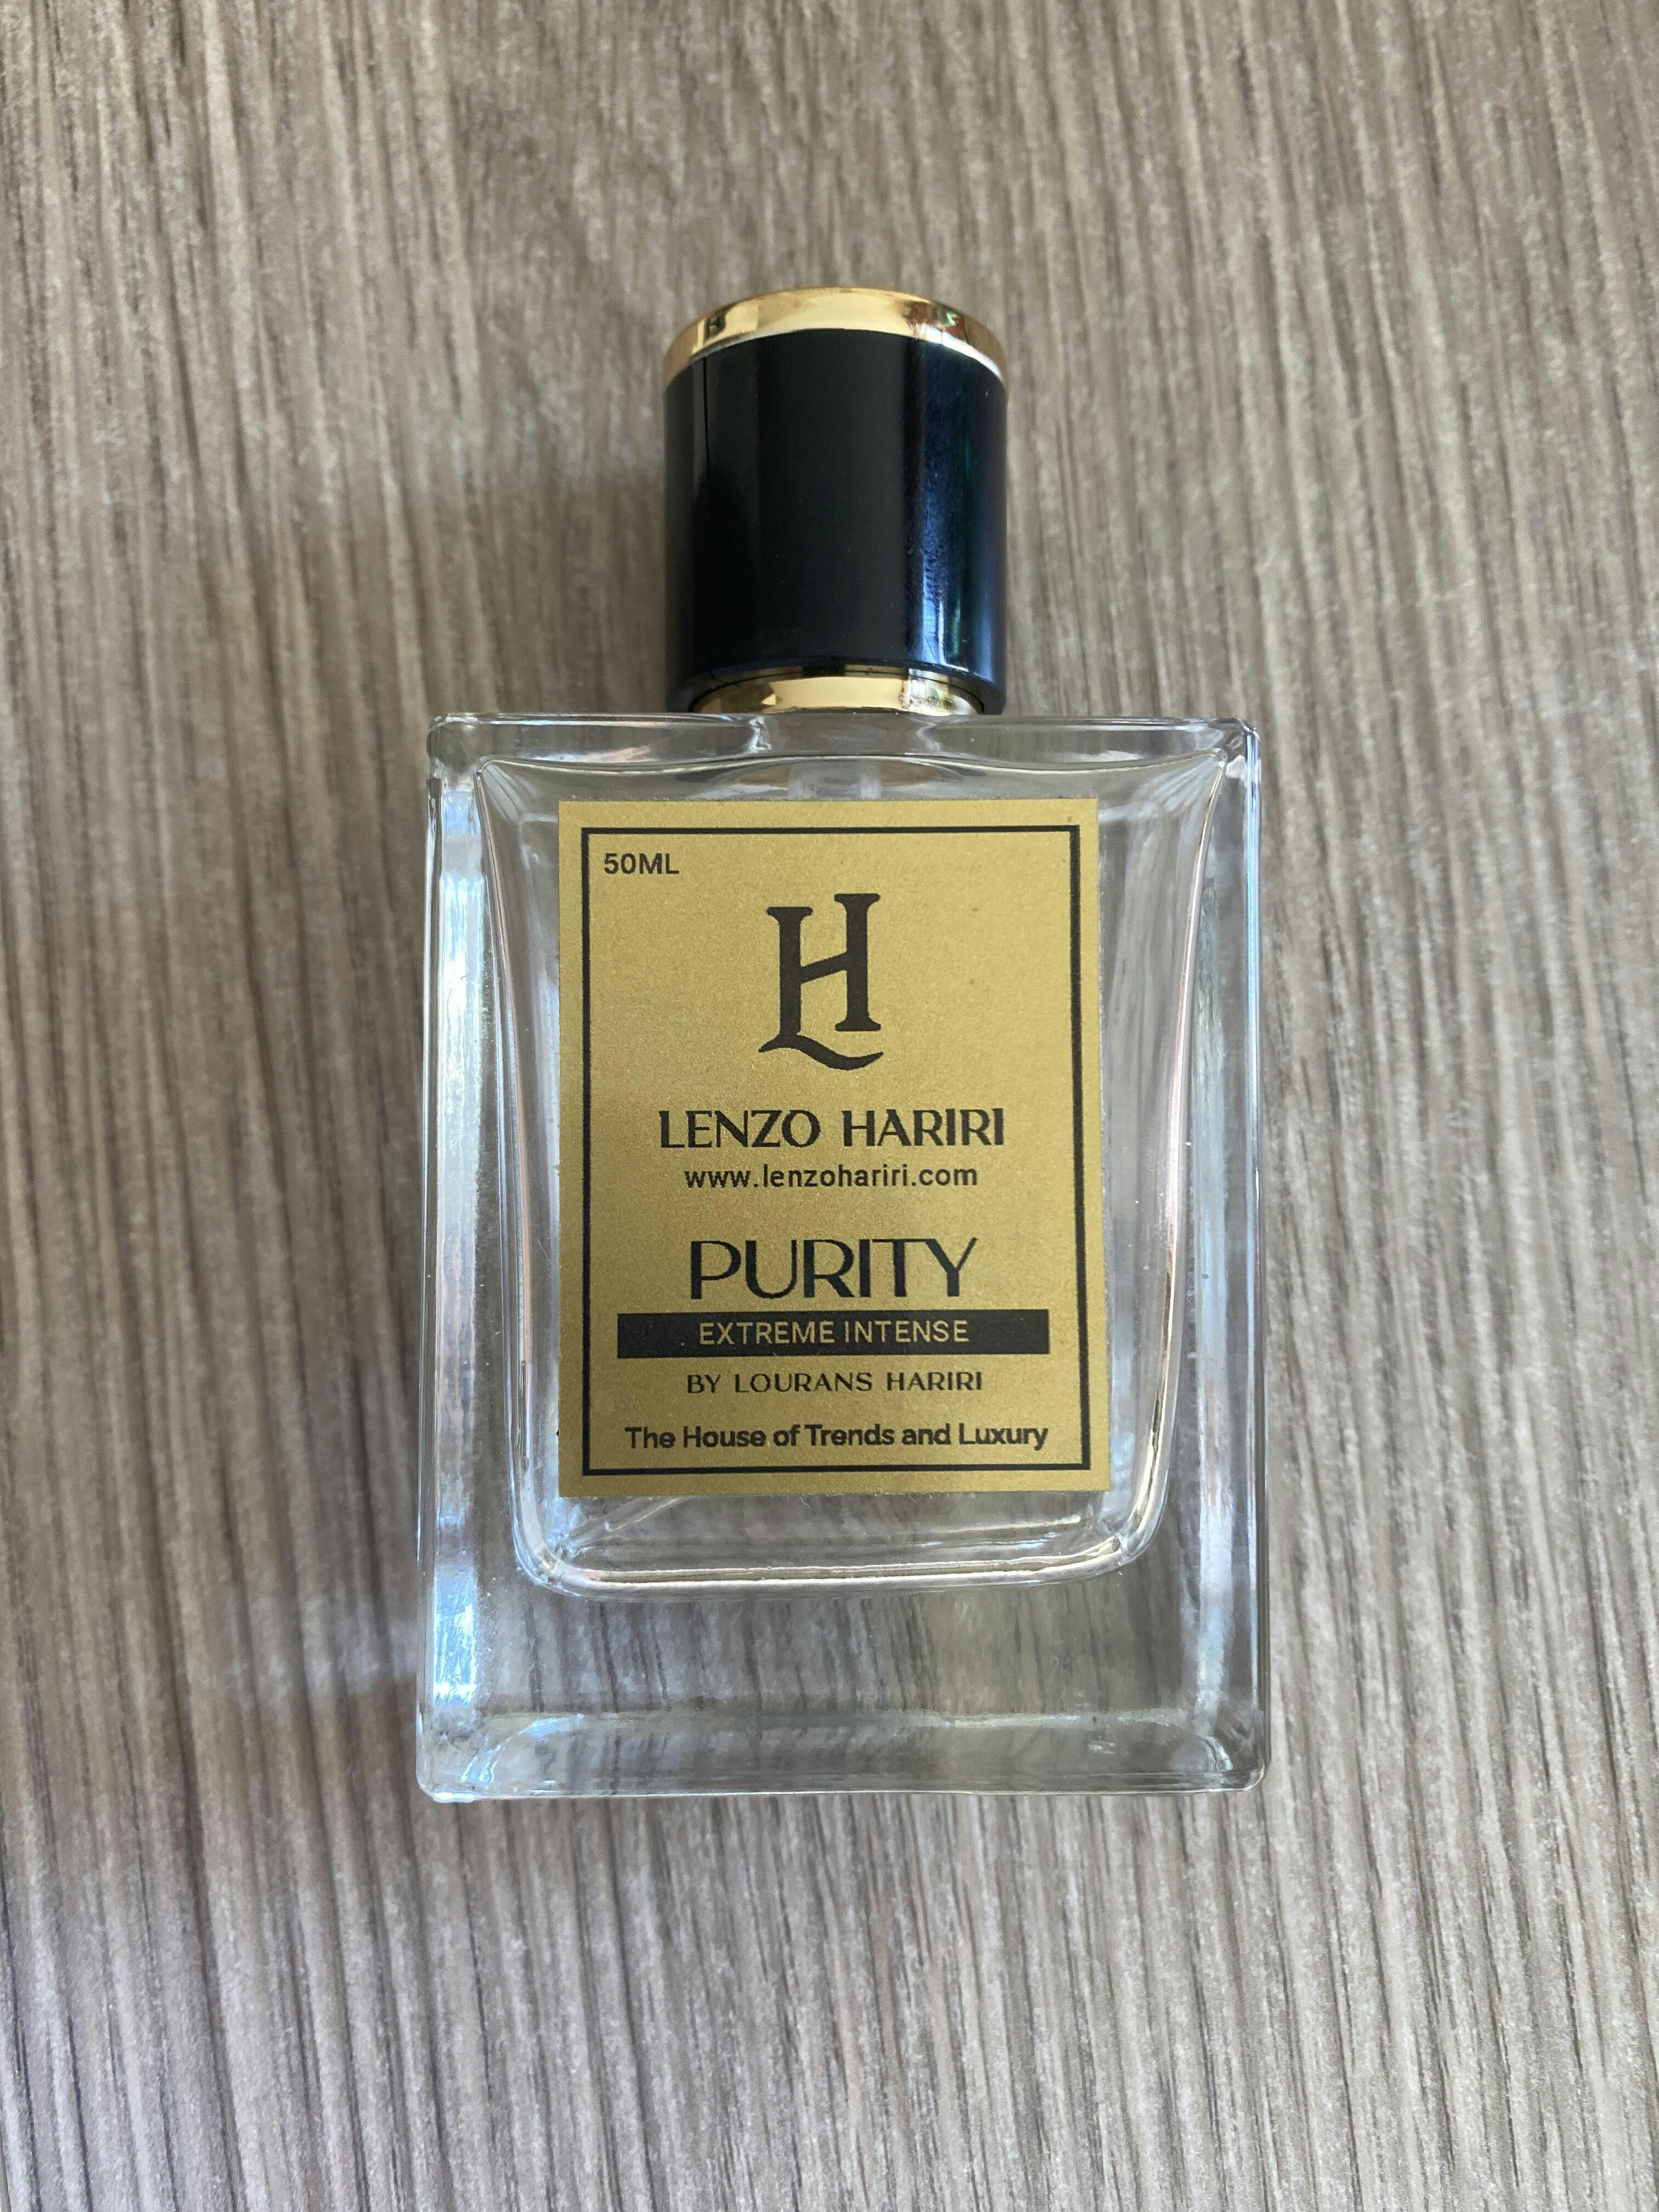 50ML
LH
LENZO HARIRI
www.lenzohariri.com
PURITY
EXTREME INTENSE
BY LOURANS HARIRI
The House of Trends and Luxury